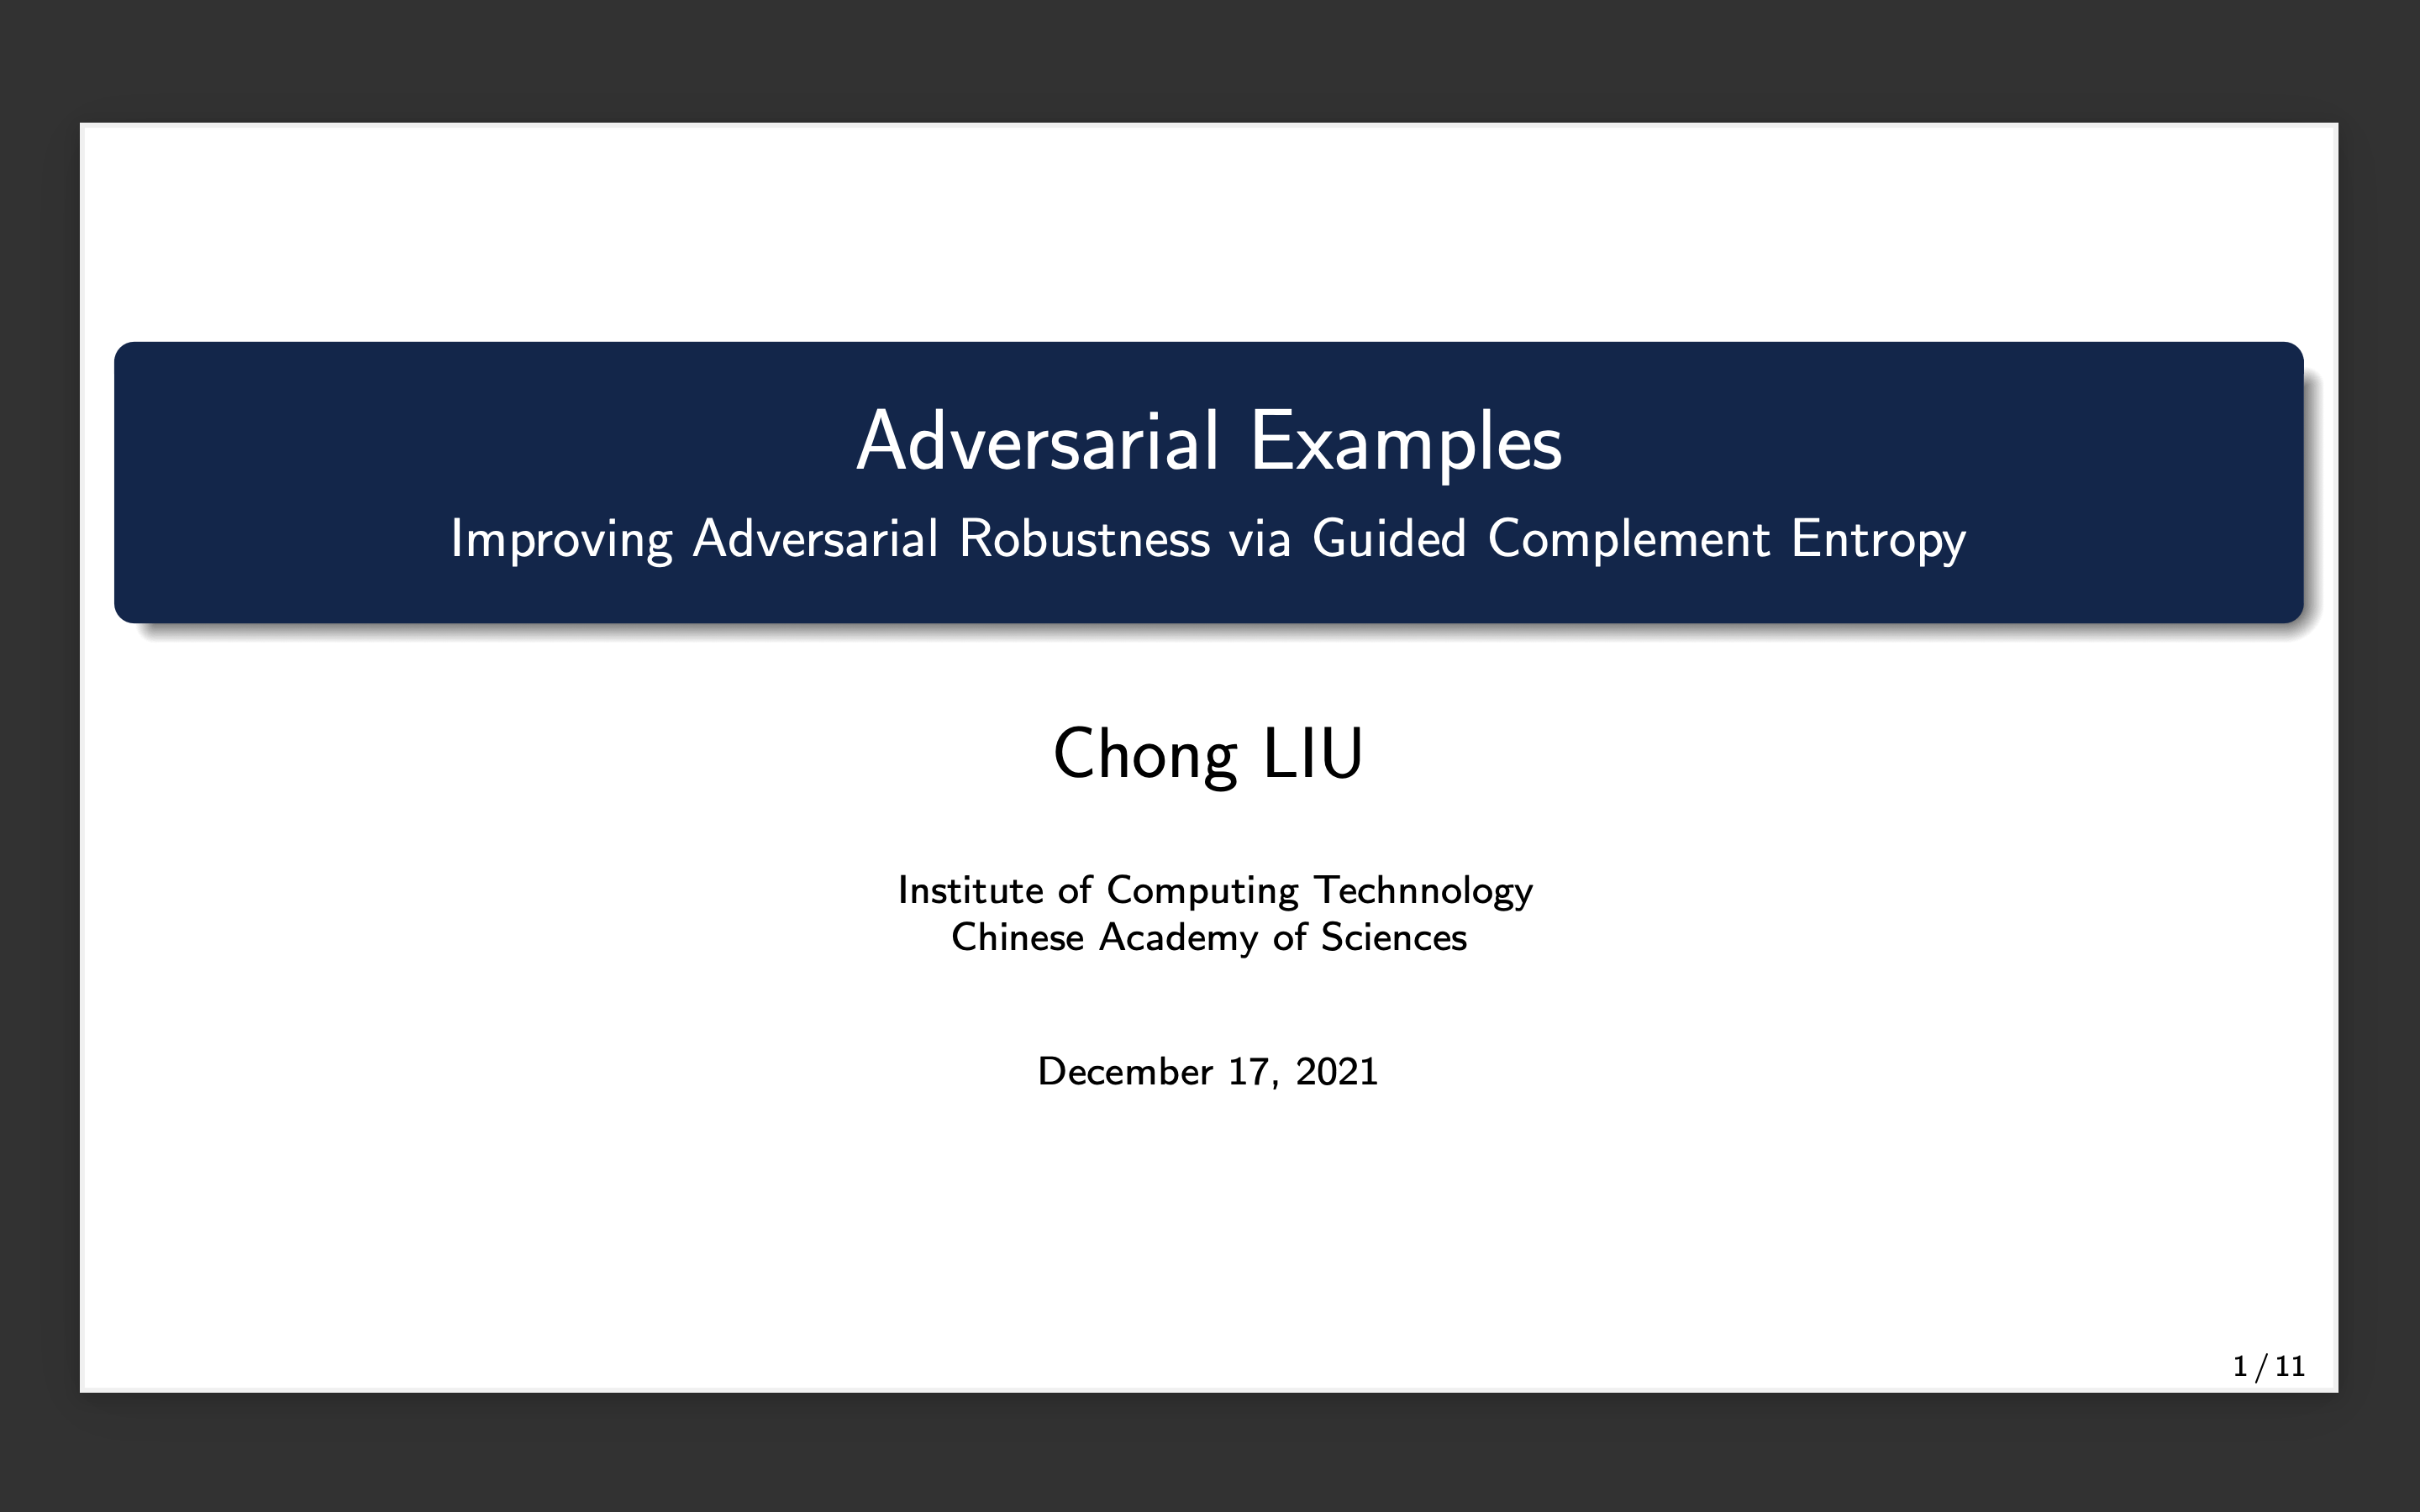 Adversarial Examples
Improving Adversarial Robustness via Guided Complement Entropy
Chong LIU
Institute of Computing Technnology
Chinese Academy of Sciences
December 17, 2021
1 / 11